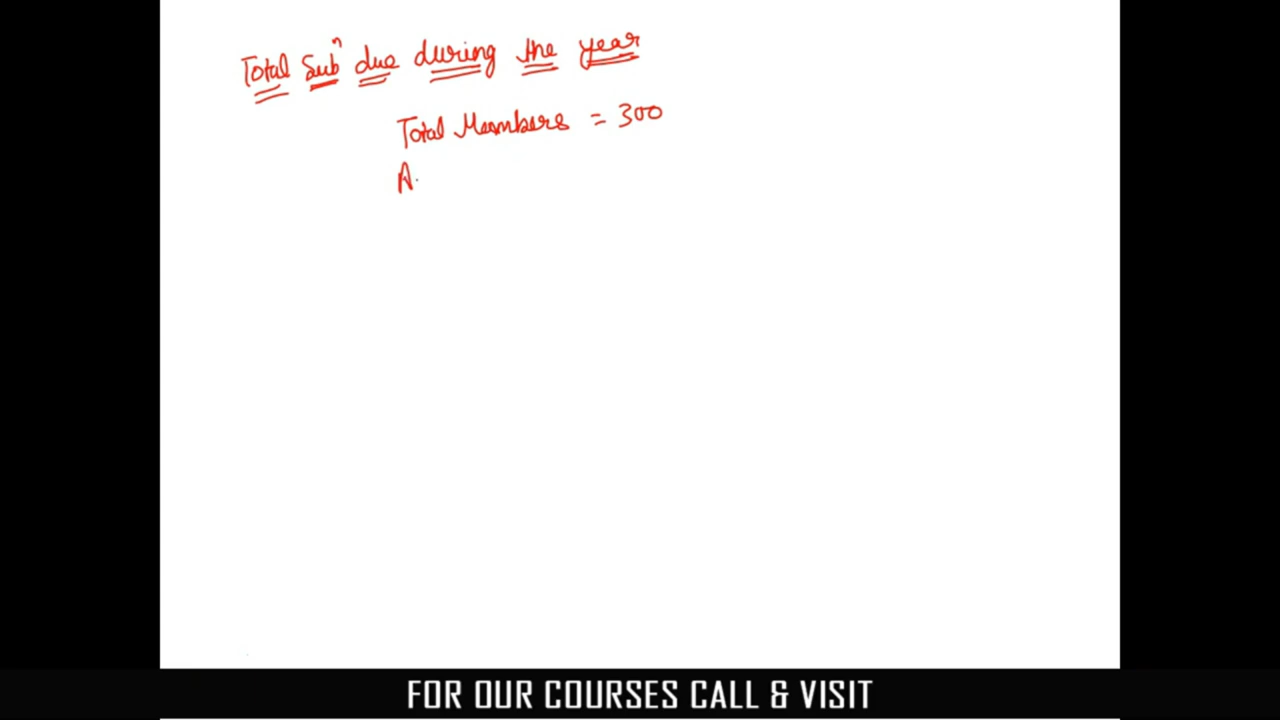 Total Subⁿ due during the year
Total Members = 300
A
FOR OUR COURSES CALL & VISIT